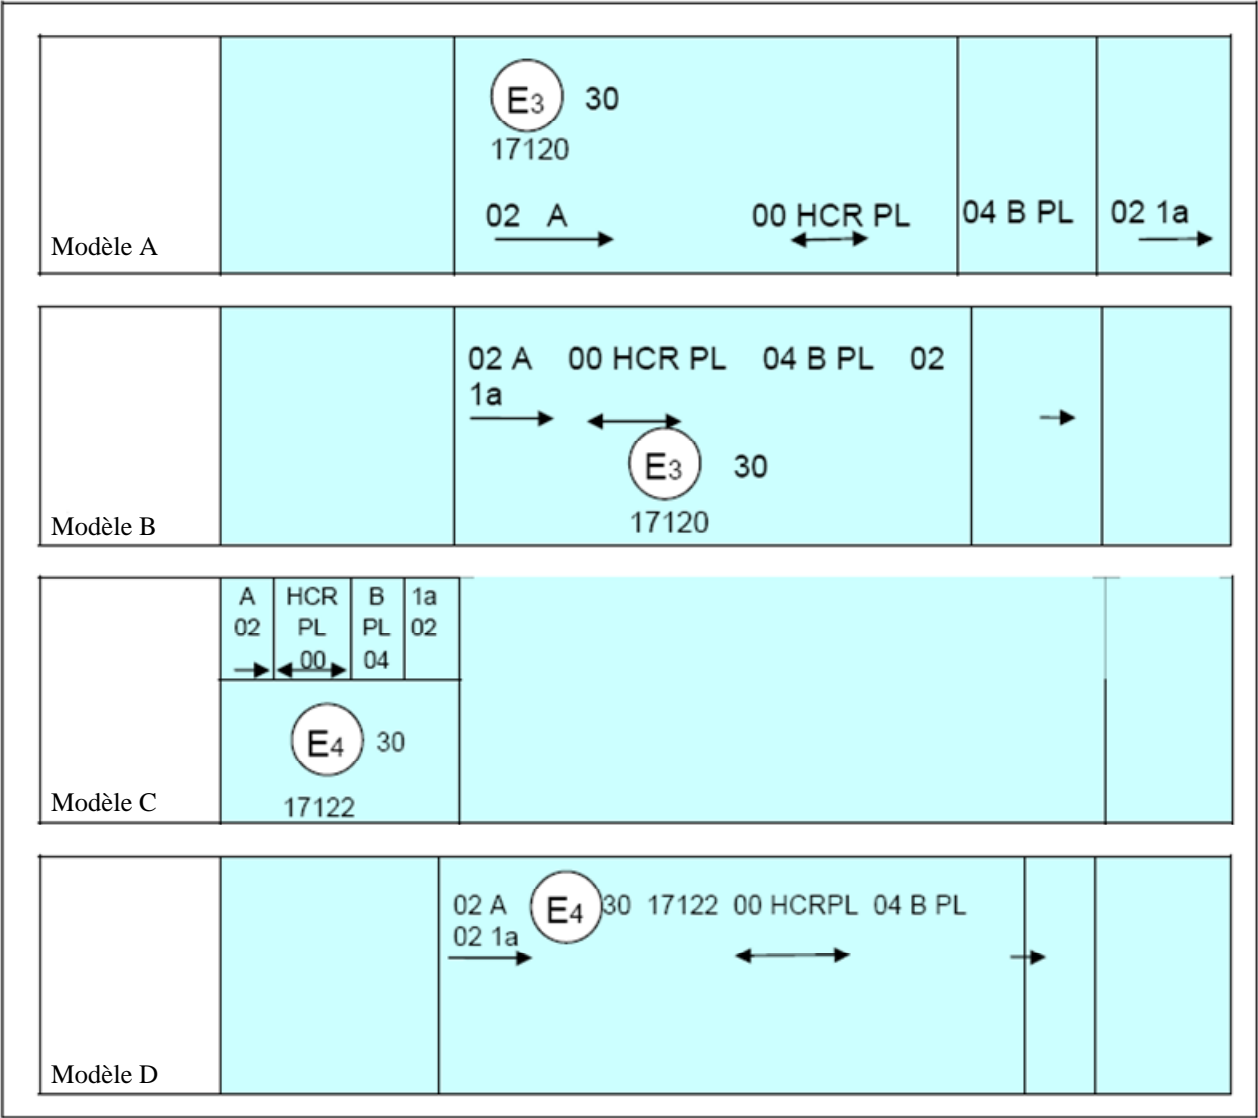 E3 30
17120
02 A 00 HCR PL 04 B PL 02 1a
Modèle A
02 A 00 HCR PL 04 B PL 02
1a
E3 30
17120
Modèle B
A HCR B 1a
02 PL PL 02
00 04
E4 30
17122
Modèle C
02 A E4 30 17122 00 HCRPL 04 B PL
02 1a
Modèle D